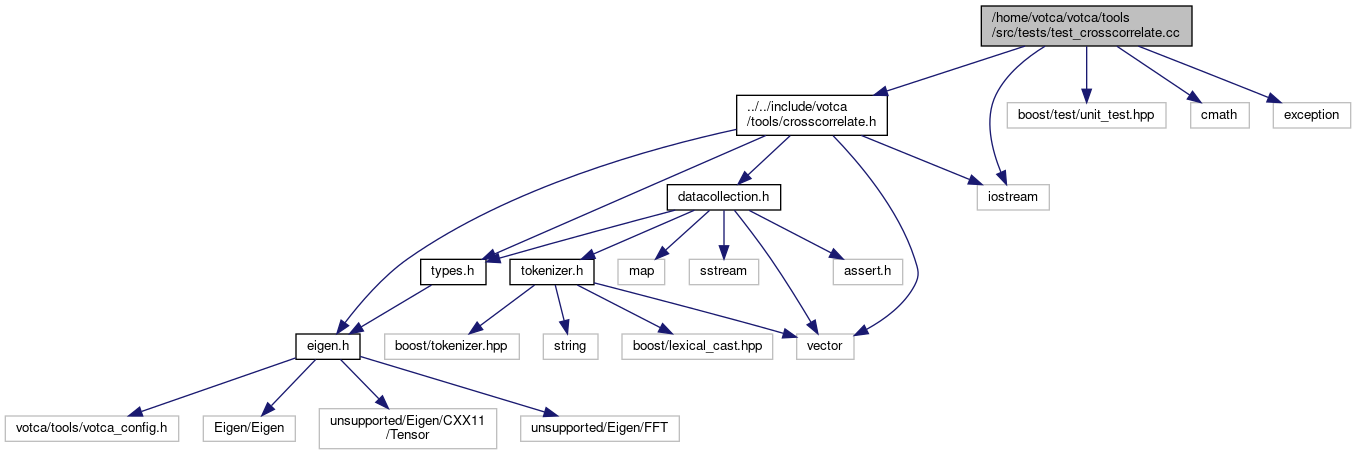 /home/votca/votca/tools
/src/tests/test_crosscorrelate.cc
../../include/votca
/tools/crosscorrelate.h
boost/test/unit_test.hpp
cmath
exception
datacollection.h
iostream
types.h
tokenizer.h
map
sstream
assert.h
eigen.h
boost/tokenizer.hpp
string
boost/lexical_cast.hpp
vector
votca/tools/votca_config.h
Eigen/Eigen
unsupported/Eigen/CXX11
/Tensor
unsupported/Eigen/FFT